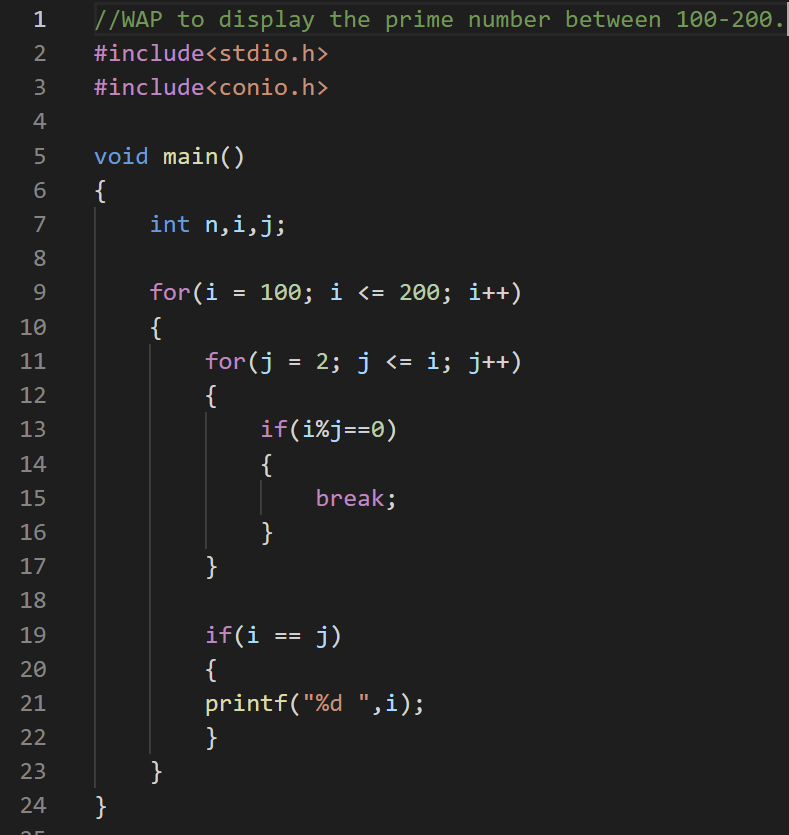 1 //WAP to display the prime number between 100-200.
2 #include<stdio.h>
3 #include<conio.h>
4
5 void main()
6 {
7     int n,i,j;
8
9     for(i = 100; i <= 200; i++)
10     {
11         for(j = 2; j <= i; j++)
12         {
13             if(i%j==0)
14             {
15                 break;
16             }
17         }
18
19         if(i == j)
20         {
21         printf("%d ",i);
22         }
23     }
24 }